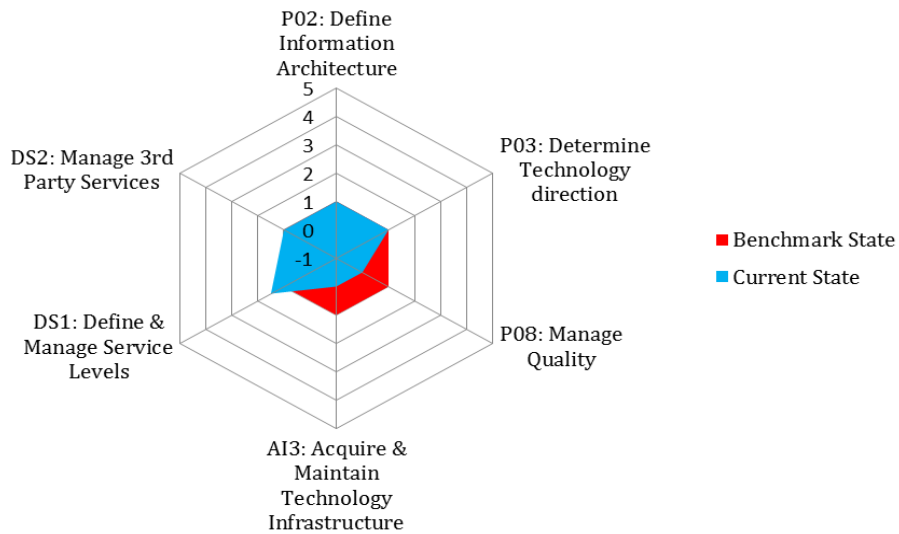 P02: Define
Information
Architecture
5
4
3
2
1
0
-1
P03: Determine
Technology
direction
P08: Manage
Quality
AI3: Acquire &
Maintain
Technology
Infrastructure
DS1: Define &
Manage Service
Levels
DS2: Manage 3rd
Party Services
Benchmark State
Current State